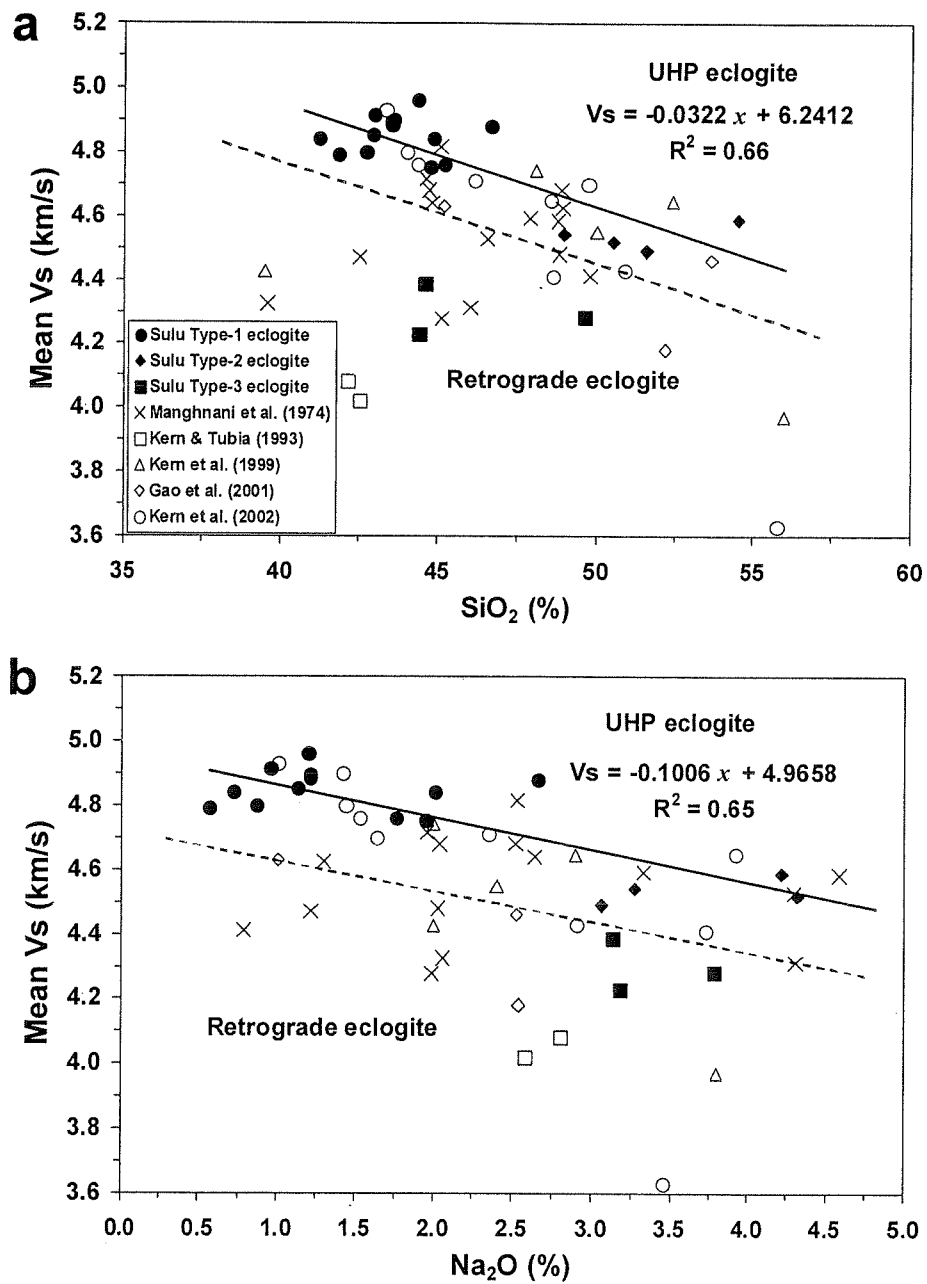 a
5.2
5.0
4.8
4.6
4.4
4.2
4.0
3.8
3.6
Mean Vs (km/s)
UHP eclogite
Vs = -0.0322 x + 6.2412
R² = 0.66
Sulu Type-1 eclogite
Sulu Type-2 eclogite
Sulu Type-3 eclogite
Manghnani et al. (1974)
Kern & Tubia (1993)
Kern et al. (1999)
Gao et al. (2001)
Kern et al. (2002)
Retrograde eclogite
35 40 45 50 55 60
SiO₂ (%)
b
5.2
5.0
4.8
4.6
4.4
4.2
4.0
3.8
3.6
Mean Vs (km/s)
UHP eclogite
Vs = -0.1006 x + 4.9658
R² = 0.65
Retrograde eclogite
0.0 0.5 1.0 1.5 2.0 2.5 3.0 3.5 4.0 4.5 5.0
Na₂O (%)